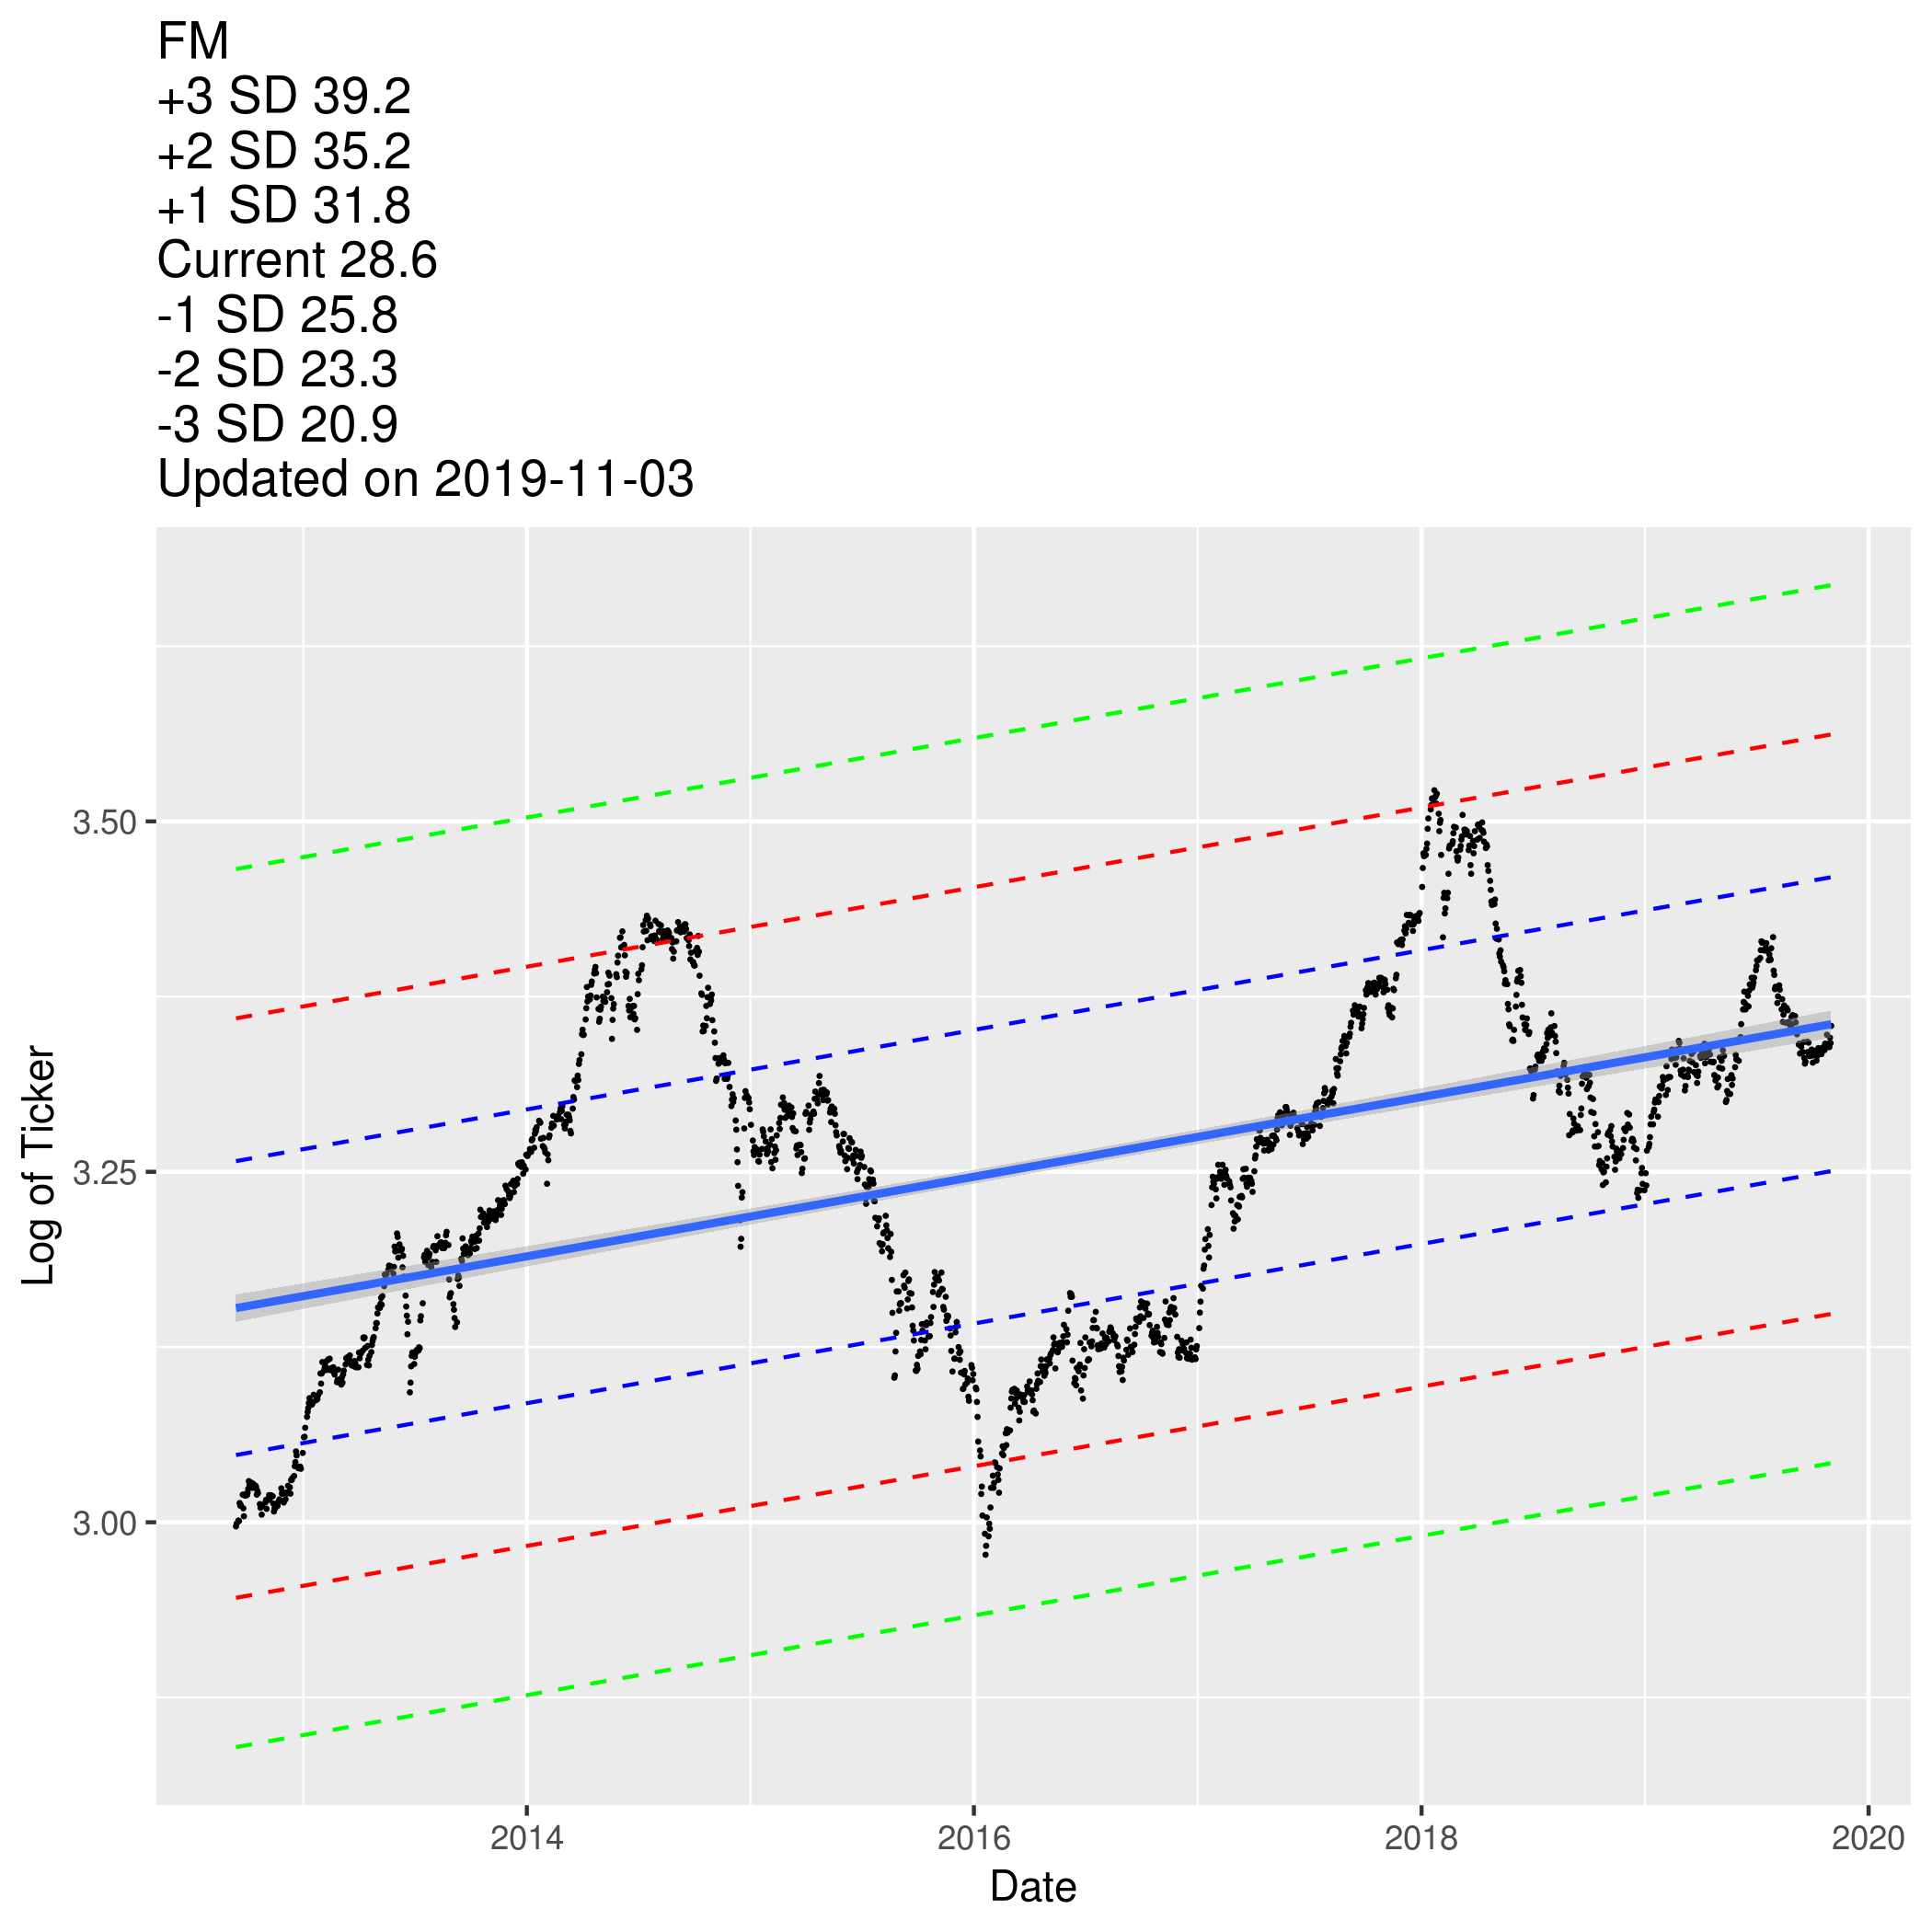 FM
+3 SD 39.2
+2 SD 35.2
+1 SD 31.8
Current 28.6
-1 SD 25.8
-2 SD 23.3
-3 SD 20.9
Updated on 2019-11-03
Log of Ticker
3.50
3.25
3.00
2014 2016 2018 2020
Date